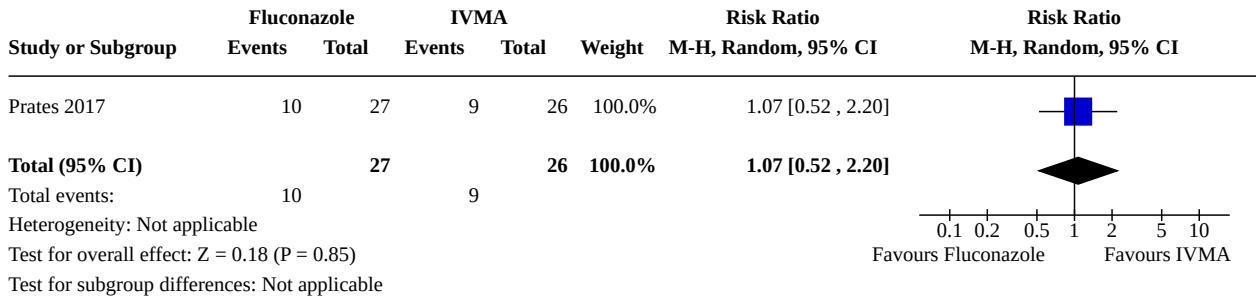 Fluconazole IVMA Risk Ratio Risk Ratio
Study or Subgroup Events Total Events Total Weight M-H, Random, 95% CI M-H, Random, 95% CI
Prates 2017 10 27 9 26 100.0% 1.07 [0.52 , 2.20]
Total (95% CI) 27 26 100.0% 1.07 [0.52 , 2.20]
Total events: 10 9
Heterogeneity: Not applicable
0.1 0.2 0.5 1 2 5 10
Test for overall effect: Z = 0.18 (P = 0.85) Favours Fluconazole Favours IVMA
Test for subgroup differences: Not applicable